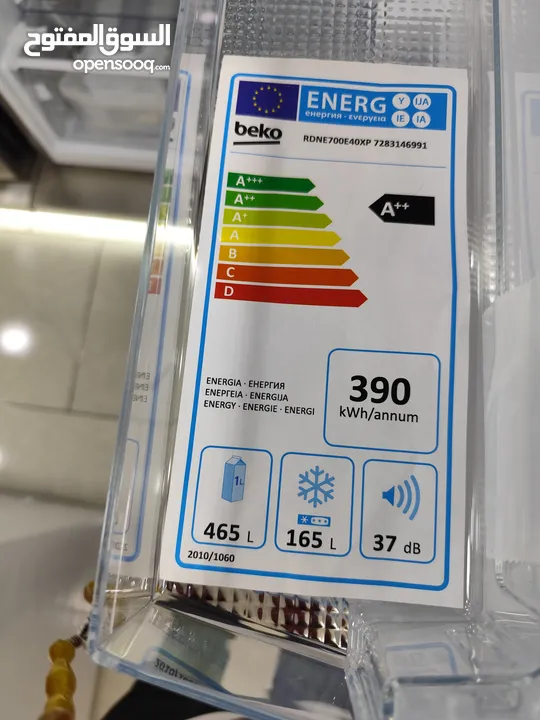 السوق المفتوح
opensooq.com
ENERG Y IJA IE IA
енергия · ενεργεια
beko
RDNE700E40XP 7283146991
A+++
A++
A+
A
B
C
D
A++
ENERGIA · ЕНЕРГИЯ
ΕΝΕΡΓΕΙΑ · ENERGIJA
ENERGY · ENERGIE · ENERGI
390
kWh/annum
1L
465 L
165 L
37 dB
2010/1060